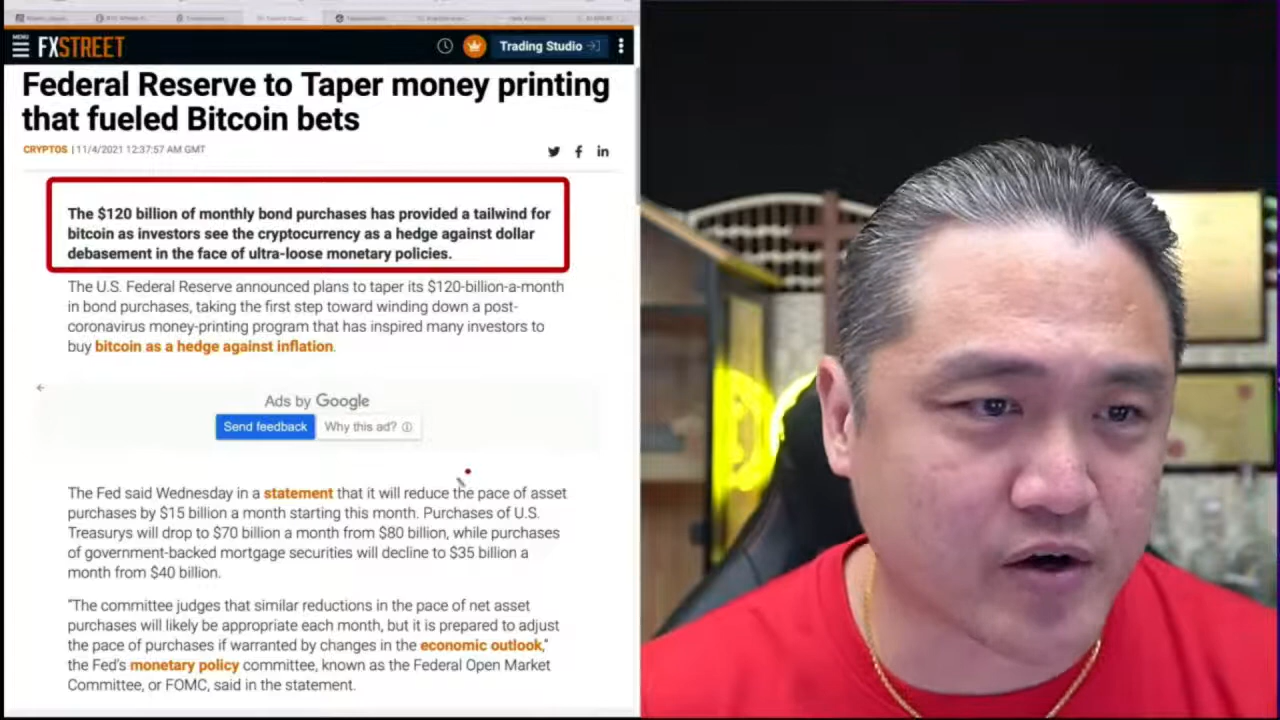 MENU
FXSTREET
Trading Studio
Federal Reserve to Taper money printing
that fueled Bitcoin bets
CRYPTOS | 11/4/2021 12:37:57 AM GMT
The $120 billion of monthly bond purchases has provided a tailwind for
bitcoin as investors see the cryptocurrency as a hedge against dollar
debasement in the face of ultra-loose monetary policies.
The U.S. Federal Reserve announced plans to taper its $120-billion-a-month
in bond purchases, taking the first step toward winding down a post-
coronavirus money-printing program that has inspired many investors to
buy bitcoin as a hedge against inflation.
Ads by Google
Send feedback
Why this ad?
The Fed said Wednesday in a statement that it will reduce the pace of asset
purchases by $15 billion a month starting this month. Purchases of U.S.
Treasurys will drop to $70 billion a month from $80 billion, while purchases
of government-backed mortgage securities will decline to $35 billion a
month from $40 billion.
"The committee judges that similar reductions in the pace of net asset
purchases will likely be appropriate each month, but it is prepared to adjust
the pace of purchases if warranted by changes in the economic outlook,"
the Fed's monetary policy committee, known as the Federal Open Market
Committee, or FOMC, said in the statement.